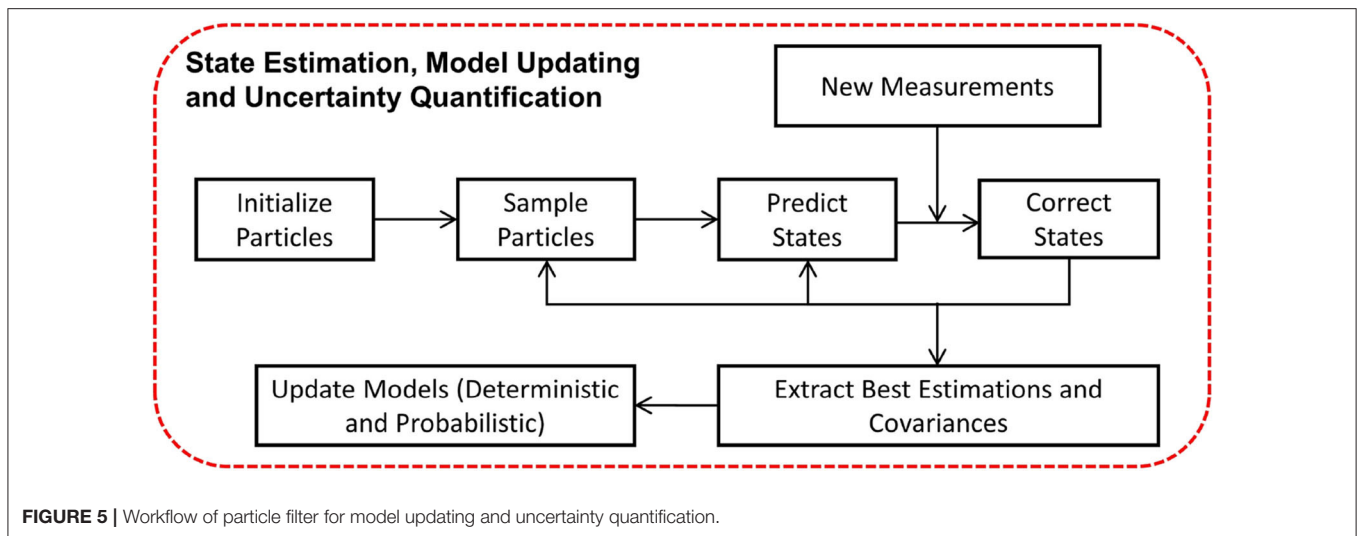 State Estimation, Model Updating
and Uncertainty Quantification
New Measurements
Initialize
Particles
Sample
Particles
Predict
States
Correct
States
Update Models (Deterministic
and Probabilistic)
Extract Best Estimations and
Covariances
FIGURE 5 | Workflow of particle filter for model updating and uncertainty quantification.